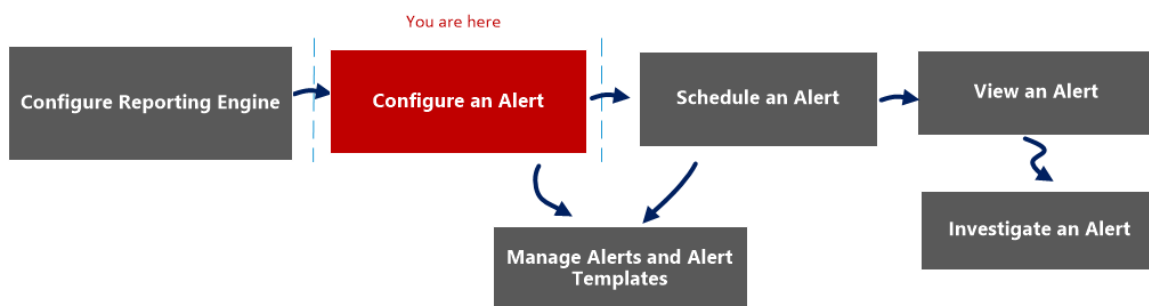 You are here
Configure Reporting Engine
Configure an Alert
Schedule an Alert
View an Alert
Manage Alerts and Alert
Templates
Investigate an Alert